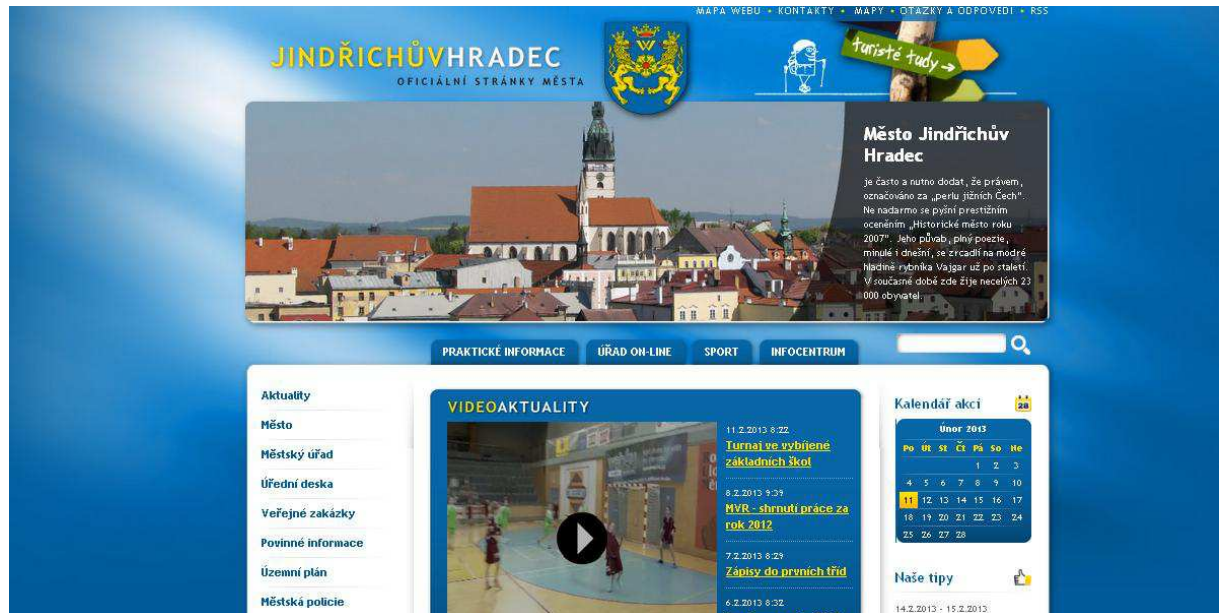 MAPA WEBU • KONTAKTY • MAPY • OTÁZKY A ODPOVĚDI • RSS
JINDŘICHŮVHRADEC
OFICIÁLNÍ STRÁNKY MĚSTA
turisté tudy →
Město Jindřichův
Hradec
je často a nutno dodat, že právem,
označováno za „perlu jižních Čech".
Ne nadarmo se pyšní prestižním
oceněním „Historické město roku
2007". Jeho půvab, plný poezie,
minulé i dnešní, se zrcadlí na modré
hladině rybníka Vajgar už po staletí.
V současné době zde žije necelých 23
000 obyvatel.
PRAKTICKÉ INFORMACE
ÚŘAD ON-LINE
SPORT
INFOCENTRUM
Aktuality
Město
Městský úřad
Úřední deska
Veřejné zakázky
Povinné informace
Územní plán
Městská policie
VIDEOAKTUALITY
11.2.2013 8:22
Turnaj ve vybíjené
základních škol
8.2.2013 9:39
MVR - shrnutí práce za
rok 2012
7.2.2013 8:29
Zápisy do prvních tříd
6.2.2013 8:32
Kalendář akcí
28
Únor 2013
Po Út St Čt Pá So Ne
1 2 3
4 5 6 7 8 9 10
11 12 13 14 15 16 17
18 19 20 21 22 23 24
25 26 27 28
Naše tipy
14.2.2013 - 15.2.2013